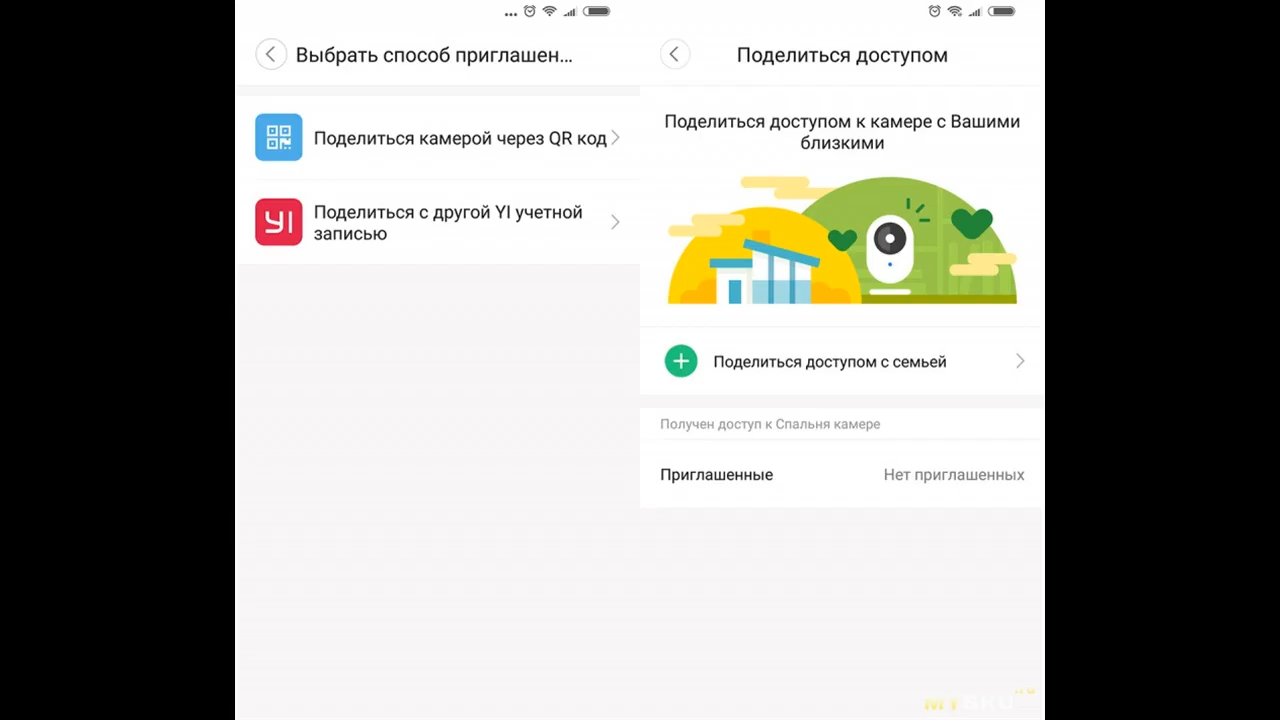 Выбрать способ приглашен...
Поделиться камерой через QR код
YI
Поделиться с другой YI учетной
записью
Поделиться доступом
Поделиться доступом к камере с Вашими
близкими
Поделиться доступом с семьей
Получен доступ к Спальня камере
Приглашенные
Нет приглашенных